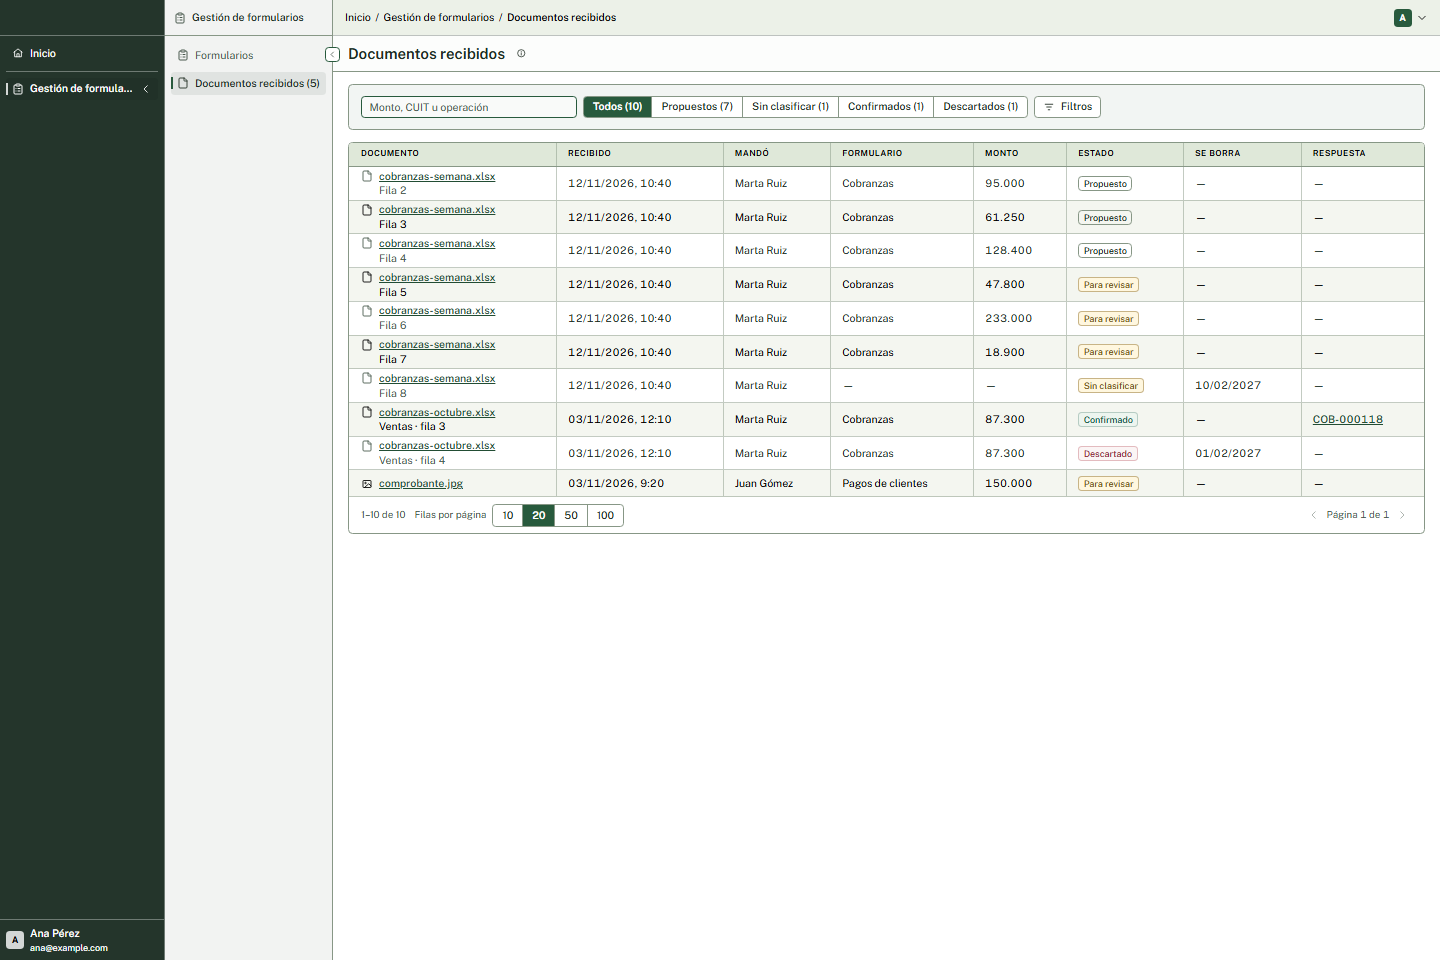 Gestión de formularios
Inicio / Gestión de formularios / Documentos recibidos
A
Inicio
Gestión de formula...
Formularios
Documentos recibidos (5)
Documentos recibidos
Monto, CUIT u operación
Todos (10) Propuestos (7) Sin clasificar (1) Confirmados (1) Descartados (1) Filtros
DOCUMENTO RECIBIDO MANDÓ FORMULARIO MONTO ESTADO SE BORRA RESPUESTA
cobranzas-semana.xlsx
Fila 2
12/11/2026, 10:40 Marta Ruiz Cobranzas 95.000 Propuesto — —
cobranzas-semana.xlsx
Fila 3
12/11/2026, 10:40 Marta Ruiz Cobranzas 61.250 Propuesto — —
cobranzas-semana.xlsx
Fila 4
12/11/2026, 10:40 Marta Ruiz Cobranzas 128.400 Propuesto — —
cobranzas-semana.xlsx
Fila 5
12/11/2026, 10:40 Marta Ruiz Cobranzas 47.800 Para revisar — —
cobranzas-semana.xlsx
Fila 6
12/11/2026, 10:40 Marta Ruiz Cobranzas 233.000 Para revisar — —
cobranzas-semana.xlsx
Fila 7
12/11/2026, 10:40 Marta Ruiz Cobranzas 18.900 Para revisar — —
cobranzas-semana.xlsx
Fila 8
12/11/2026, 10:40 Marta Ruiz — — Sin clasificar 10/02/2027 —
cobranzas-octubre.xlsx
Ventas · fila 3
03/11/2026, 12:10 Marta Ruiz Cobranzas 87.300 Confirmado — COB-000118
cobranzas-octubre.xlsx
Ventas · fila 4
03/11/2026, 12:10 Marta Ruiz Cobranzas 87.300 Descartado 01/02/2027 —
comprobante.jpg 03/11/2026, 9:20 Juan Gómez Pagos de clientes 150.000 Para revisar — —
1–10 de 10 Filas por página 10 20 50 100 Página 1 de 1
A
Ana Pérez
ana@example.com